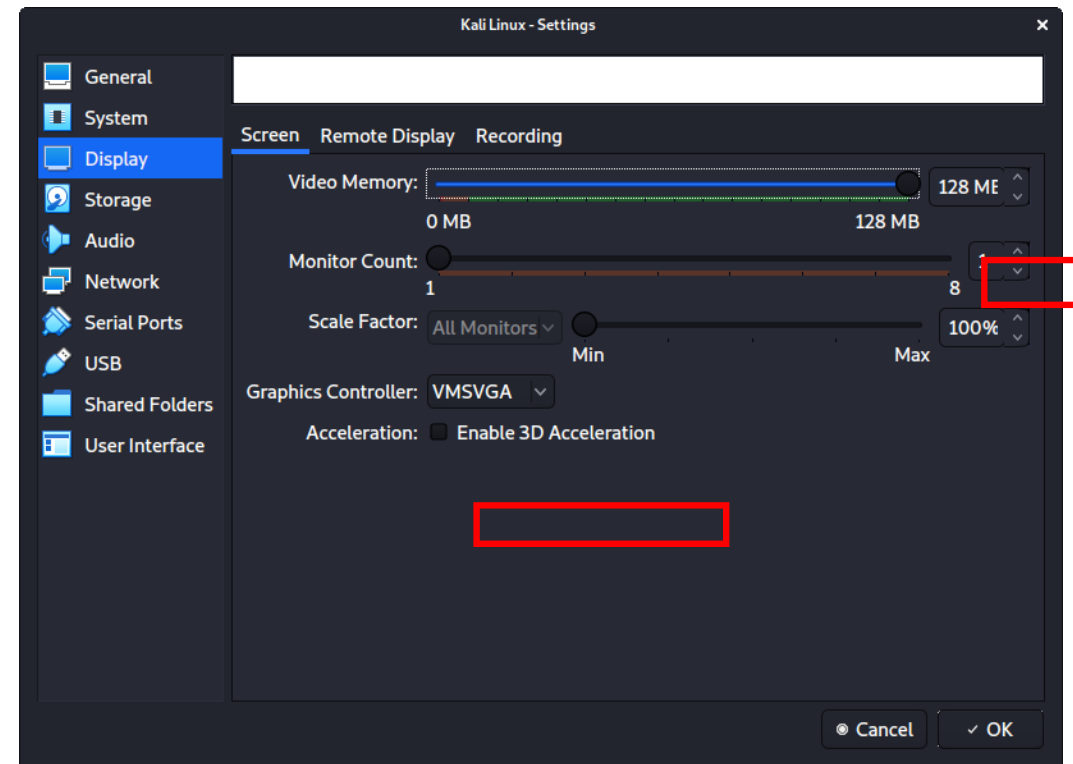 Kali Linux - Settings
General
System
Display
Storage
Audio
Network
Serial Ports
USB
Shared Folders
User Interface
Screen Remote Display Recording
Video Memory: 128 ME
0 MB 128 MB
Monitor Count: 1
1 8
Scale Factor: All Monitors 100%
Min Max
Graphics Controller: VMSVGA
Acceleration: Enable 3D Acceleration
Cancel OK